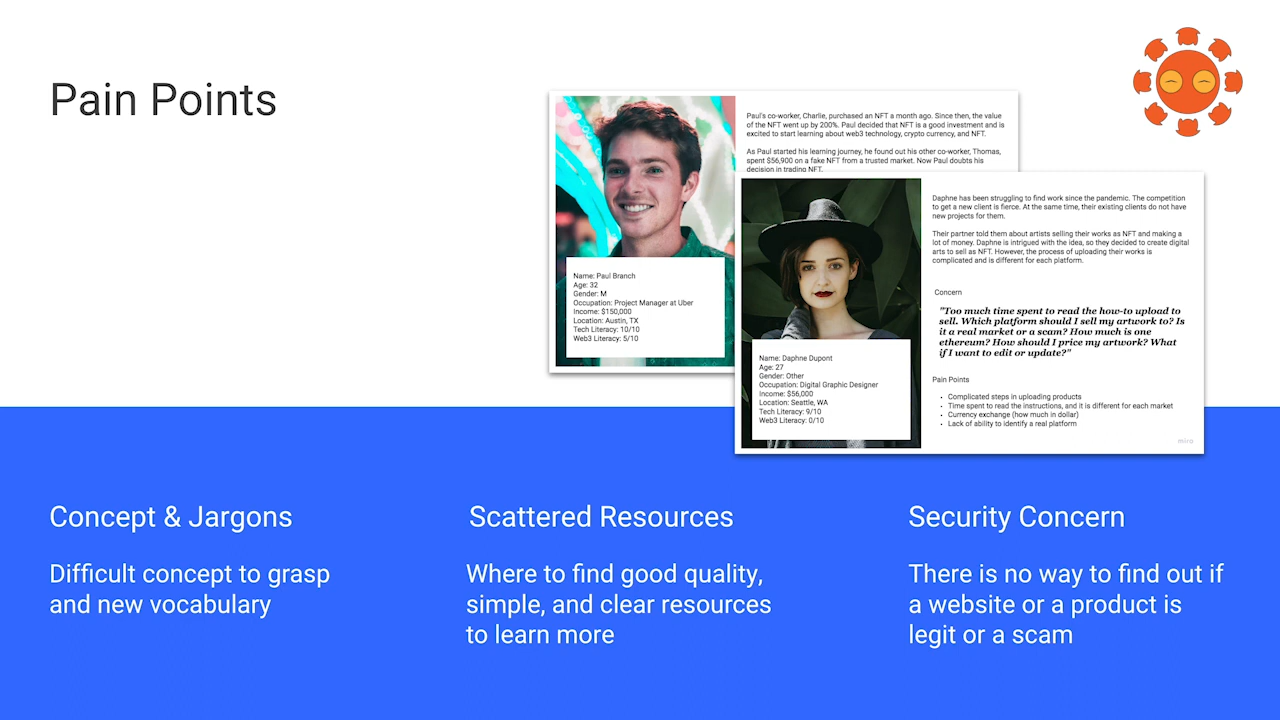 Pain Points
Paul's co-worker, Charlie, purchased an NFT a month ago. Since then, the value
of the NFT went up by 200%. Paul decided that NFT is a good investment and is
excited to start learning about web3 technology, crypto currency, and NFT.
As Paul started his learning journey, he found out his other co-worker, Thomas,
spent $56,900 on a fake NFT from a trusted market. Now Paul doubts his
decision in trading NFT.
Name: Paul Branch
Age: 32
Gender: M
Occupation: Project Manager at Uber
Income: $150,000
Location: Austin, TX
Tech Literacy: 10/10
Web3 Literacy: 5/10
Daphne has been struggling to find work since the pandemic. The competition
to get a new client is fierce. At the same time, their existing clients do not have
new projects for them.
Their partner told them about artists selling their works as NFT and making a
lot of money. Daphne is intrigued with the idea, so they decided to create digital
arts to sell as NFT. However, the process of uploading their works is
complicated and is different for each platform.
Concern
"Too much time spent to read the how-to upload to
sell. Which platform should I sell my artwork to? Is
it a real market or a scam? How much is one
ethereum? How should I price my artwork? What
if I want to edit or update?"
Name: Daphne Dupont
Age: 27
Gender: Other
Occupation: Digital Graphic Designer
Income: $56,000
Location: Seattle, WA
Tech Literacy: 9/10
Web3 Literacy: 0/10
Pain Points
• Complicated steps in uploading products
• Time spent to read the instructions, and it is different for each market
• Currency exchange (how much in dollar)
• Lack of ability to identify a real platform
miro
Concept & Jargons
Difficult concept to grasp
and new vocabulary
Scattered Resources
Where to find good quality,
simple, and clear resources
to learn more
Security Concern
There is no way to find out if
a website or a product is
legit or a scam